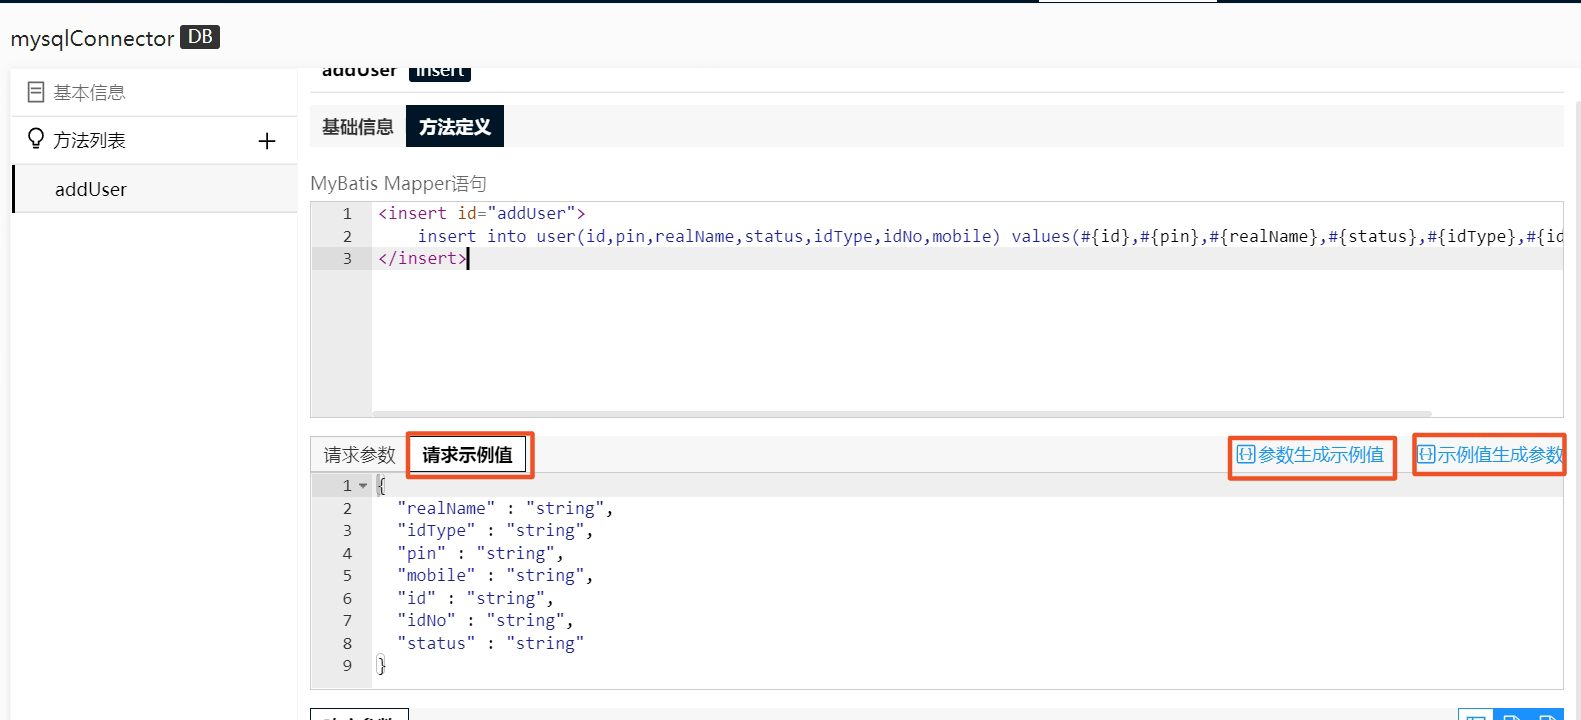 mysqlConnector DB
基本信息
方法列表
addUser
addUser insert
基础信息 方法定义
MyBatis Mapper语句
1 <insert id="addUser">
2 insert into user(id,pin,realName,status,idType,idNo,mobile) values(#{id},#{pin},#{realName},#{status},#{idType},#{id
3 </insert>
请求参数 请求示例值 参数生成示例值 示例值生成参数
1 {
2 "realName" : "string",
3 "idType" : "string",
4 "pin" : "string",
5 "mobile" : "string",
6 "id" : "string",
7 "idNo" : "string",
8 "status" : "string"
9 }